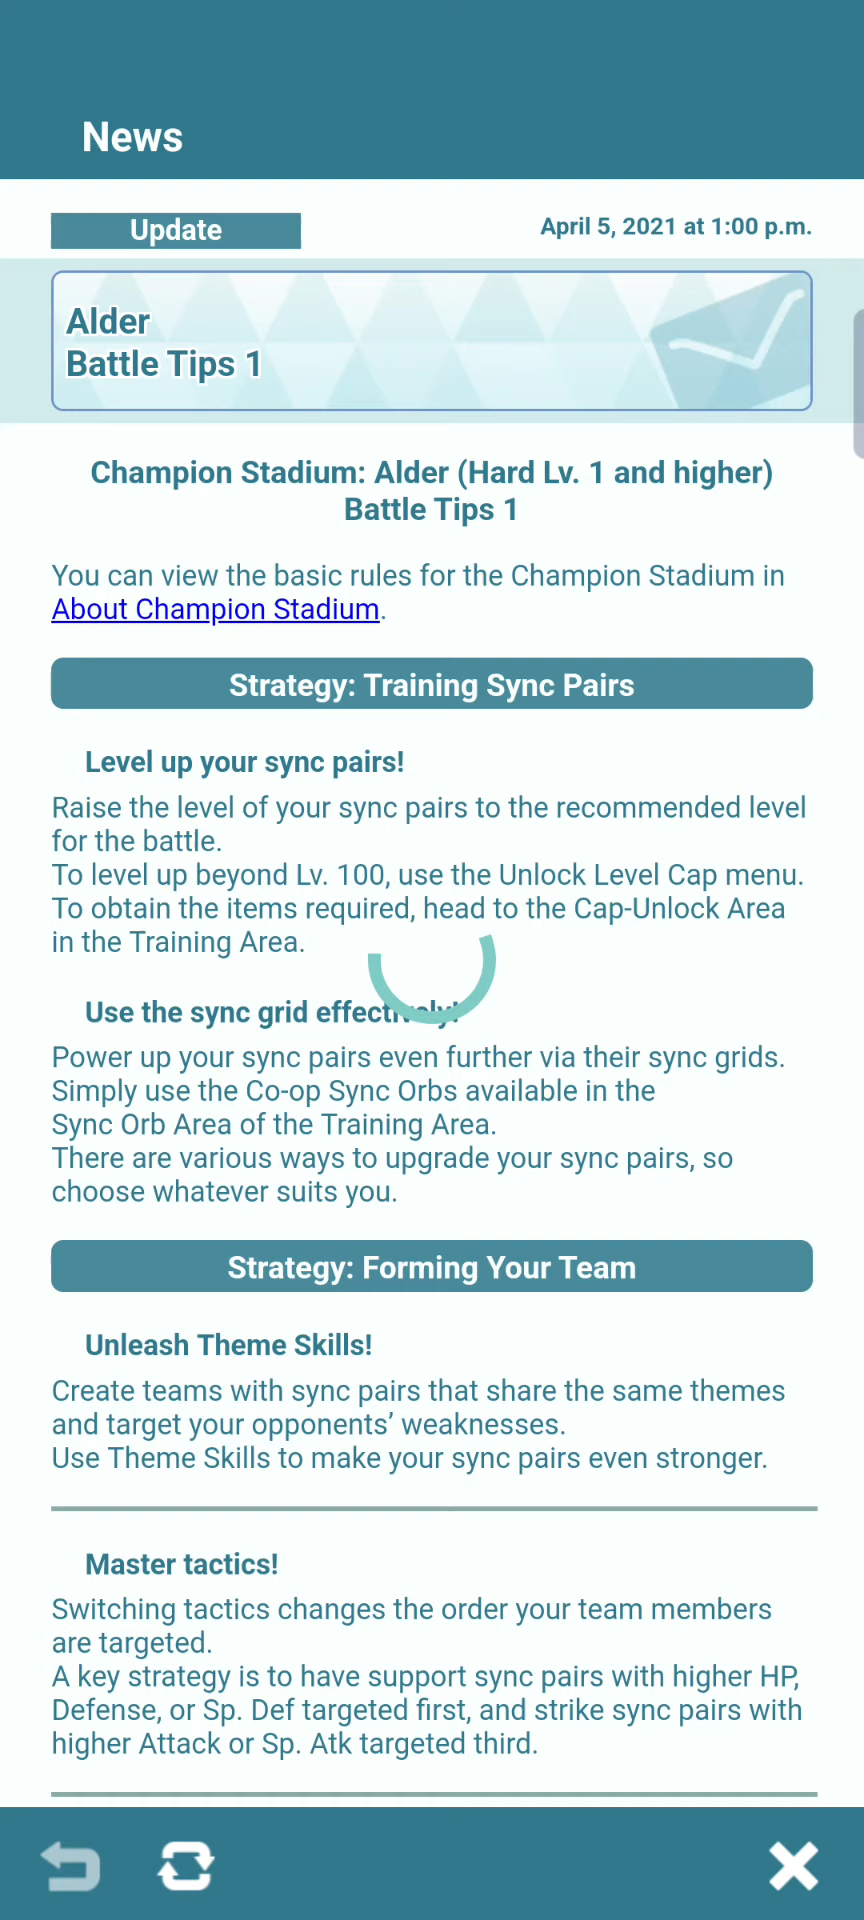 News
Update
April 5, 2021 at 1:00 p.m.
Alder
Battle Tips 1
Champion Stadium: Alder (Hard Lv. 1 and higher)
Battle Tips 1
You can view the basic rules for the Champion Stadium in
About Champion Stadium.
Strategy: Training Sync Pairs
Level up your sync pairs!
Raise the level of your sync pairs to the recommended level
for the battle.
To level up beyond Lv. 100, use the Unlock Level Cap menu.
To obtain the items required, head to the Cap-Unlock Area
in the Training Area.
Use the sync grid effectively!
Power up your sync pairs even further via their sync grids.
Simply use the Co-op Sync Orbs available in the
Sync Orb Area of the Training Area.
There are various ways to upgrade your sync pairs, so
choose whatever suits you.
Strategy: Forming Your Team
Unleash Theme Skills!
Create teams with sync pairs that share the same themes
and target your opponents’ weaknesses.
Use Theme Skills to make your sync pairs even stronger.
Master tactics!
Switching tactics changes the order your team members
are targeted.
A key strategy is to have support sync pairs with higher HP,
Defense, or Sp. Def targeted first, and strike sync pairs with
higher Attack or Sp. Atk targeted third.